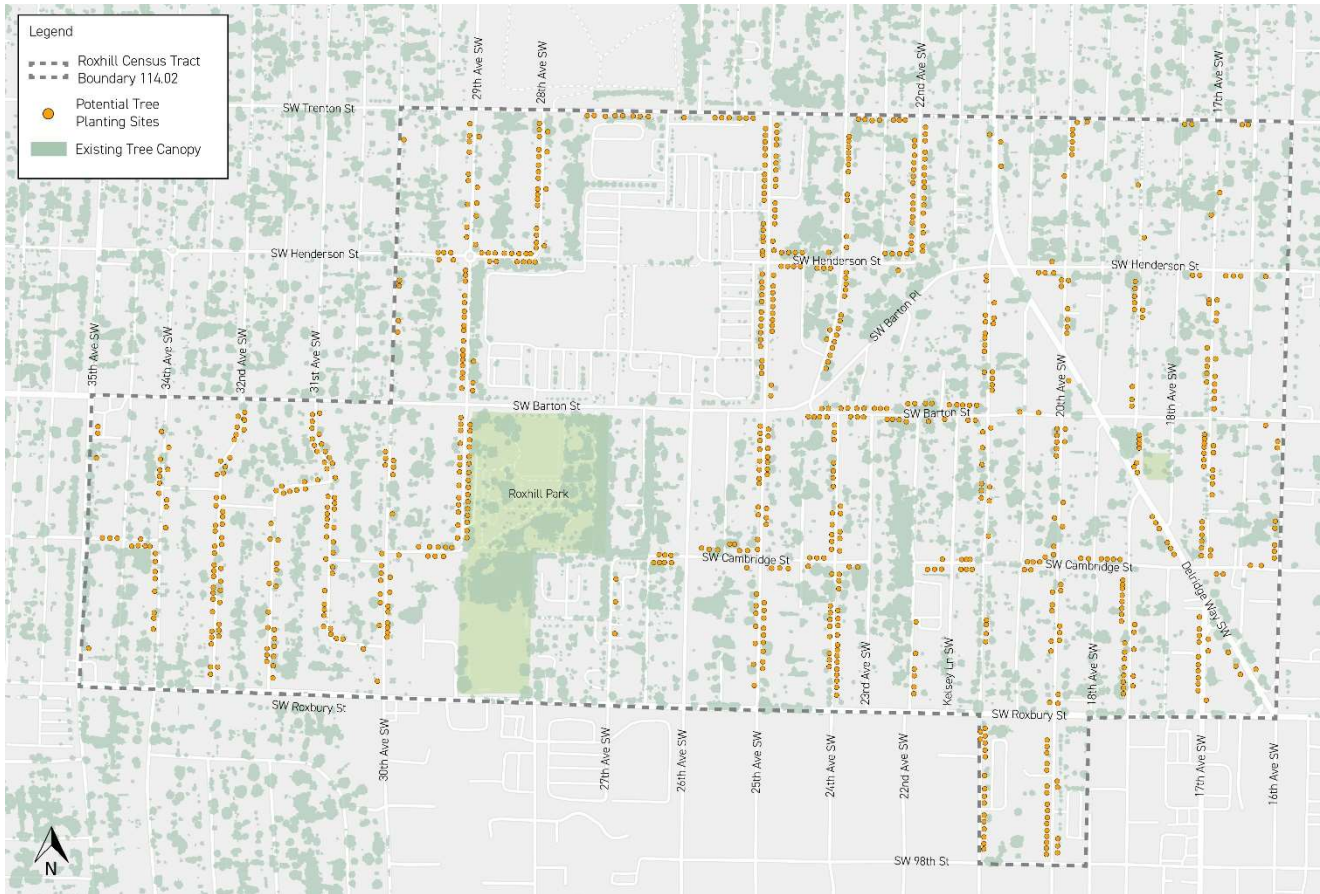 Legend
Roxhill Census Tract
Boundary 114.02
Potential Tree
Planting Sites
Existing Tree Canopy
29th Ave SW
28th Ave SW
22nd Ave SW
17th Ave SW
SW Trenton St
SW Henderson St
SW Henderson St
SW Henderson St
35th Ave SW
34th Ave SW
32nd Ave SW
31st Ave SW
SW Barton Pl
20th Ave SW
18th Ave SW
SW Barton St
SW Barton St
Roxhill Park
SW Cambridge St
SW Cambridge St
Delridge Way SW
23rd Ave SW
Kelsey Ln SW
18th Ave SW
SW Roxbury St
SW Roxbury St
30th Ave SW
27th Ave SW
26th Ave SW
25th Ave SW
24th Ave SW
22nd Ave SW
17th Ave SW
16th Ave SW
SW 98th St
N